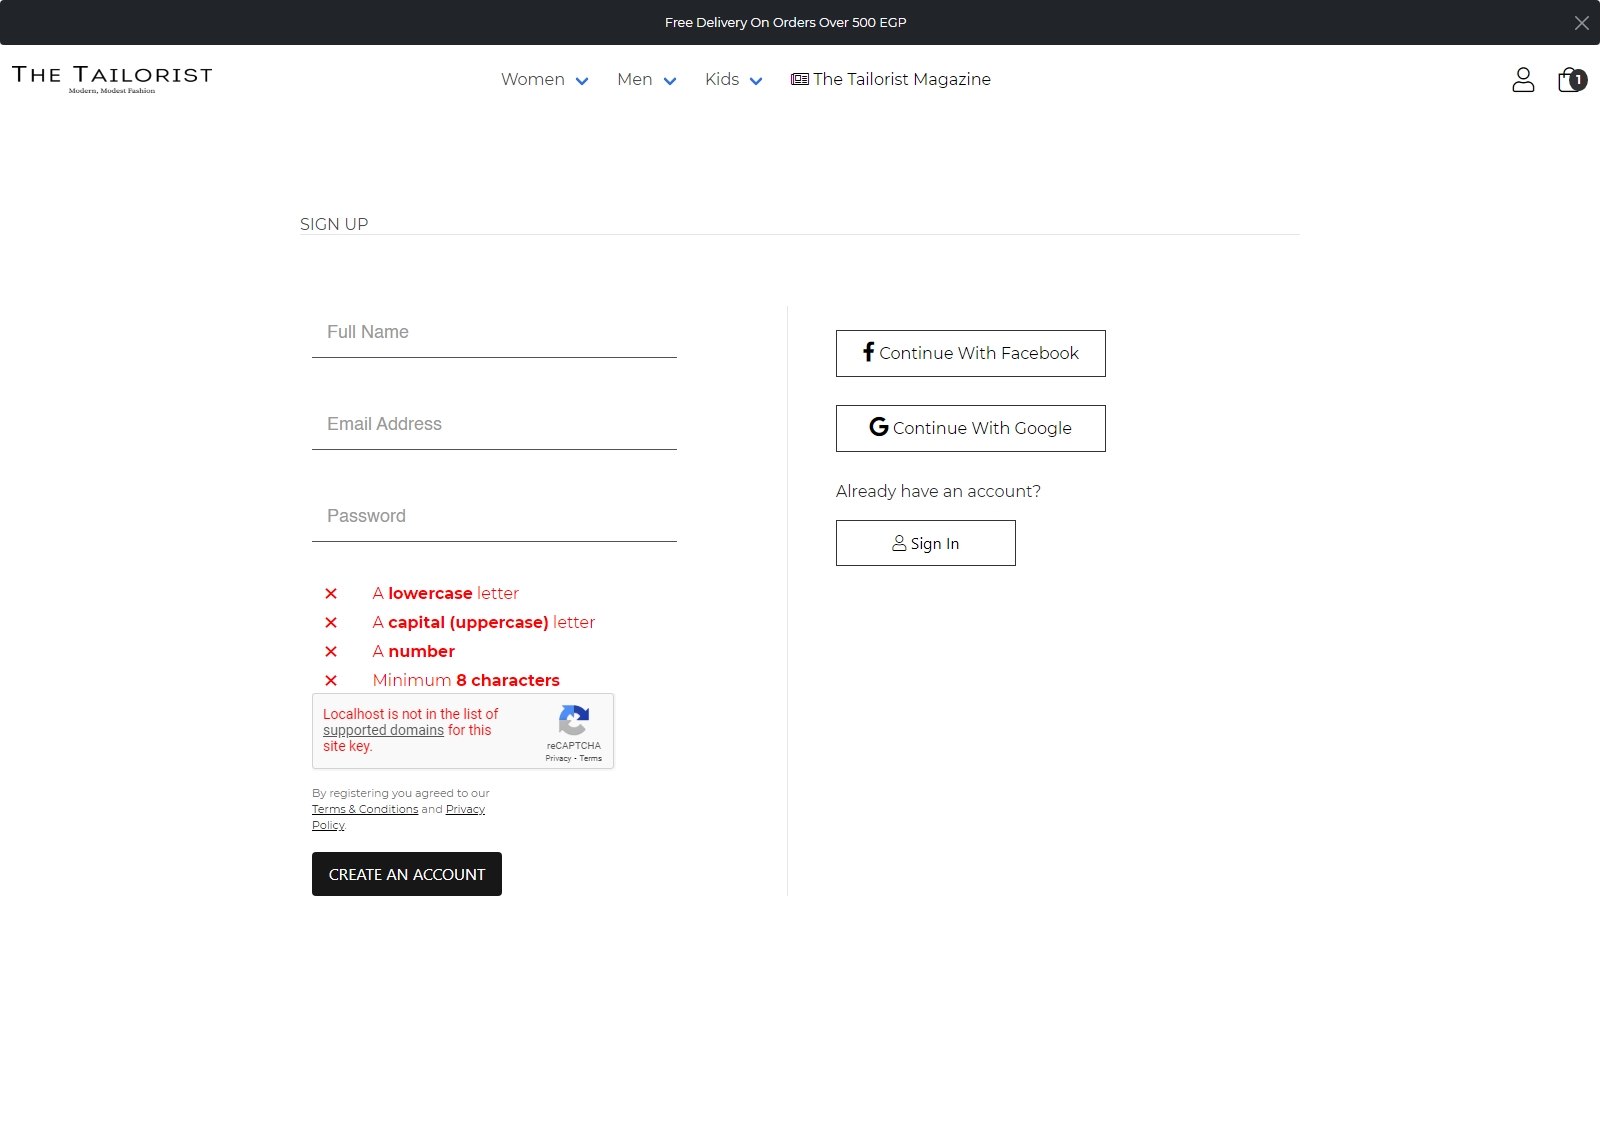 Free Delivery On Orders Over 500 EGP
THE TAILORIST
Modern, Modest Fashion
Women
Men
Kids
The Tailorist Magazine
1
SIGN UP
Full Name
Email Address
Password
A lowercase letter
A capital (uppercase) letter
A number
Minimum 8 characters
Localhost is not in the list of
supported domains for this
site key.
reCAPTCHA
Privacy - Terms
By registering you agreed to our
Terms & Conditions and Privacy
Policy.
CREATE AN ACCOUNT
Continue With Facebook
Continue With Google
Already have an account?
Sign In